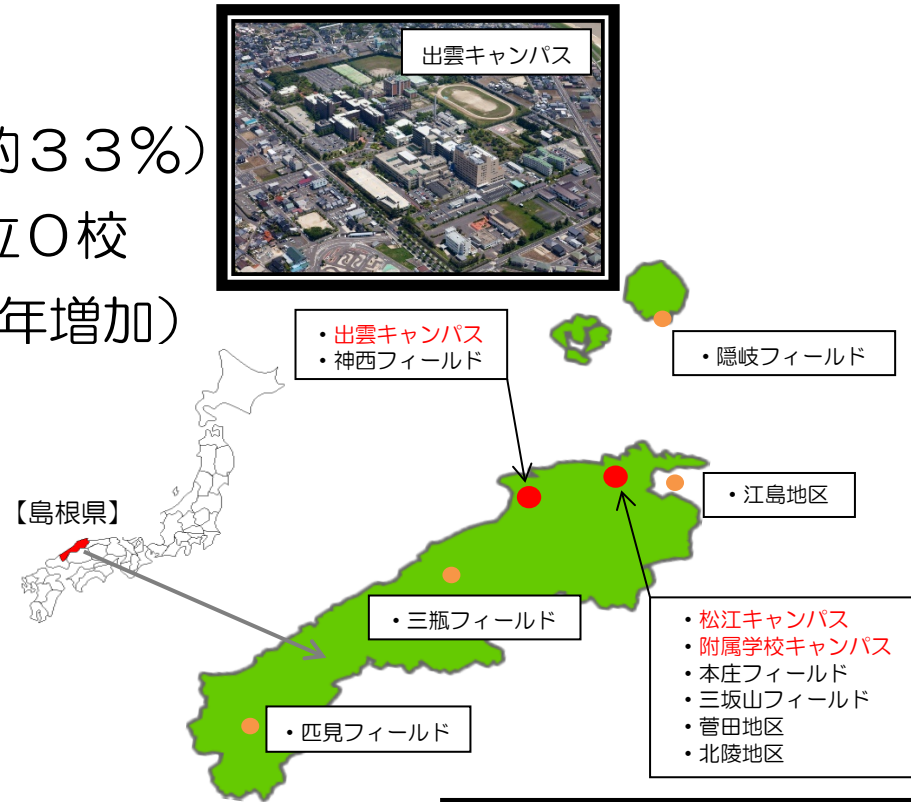 出雲キャンパス
約33%)
立0校
年増加)
・出雲キャンパス
・神西フィールド
・隠岐フィールド
【島根県】
・江島地区
・三瓶フィールド
・松江キャンパス
・附属学校キャンパス
・本庄フィールド
・三坂山フィールド
・菅田地区
・北陵地区
・匹見フィールド